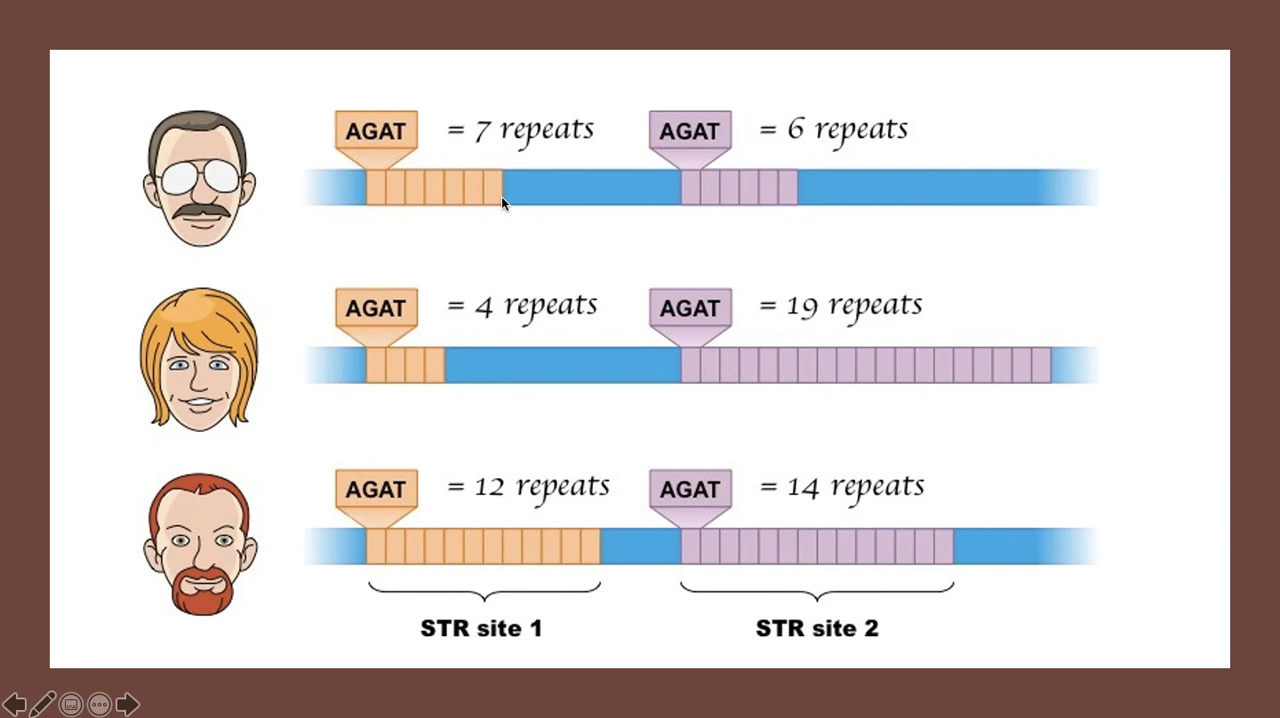 AGAT = 7 repeats AGAT = 6 repeats
AGAT = 4 repeats AGAT = 19 repeats
AGAT = 12 repeats AGAT = 14 repeats
STR site 1 STR site 2